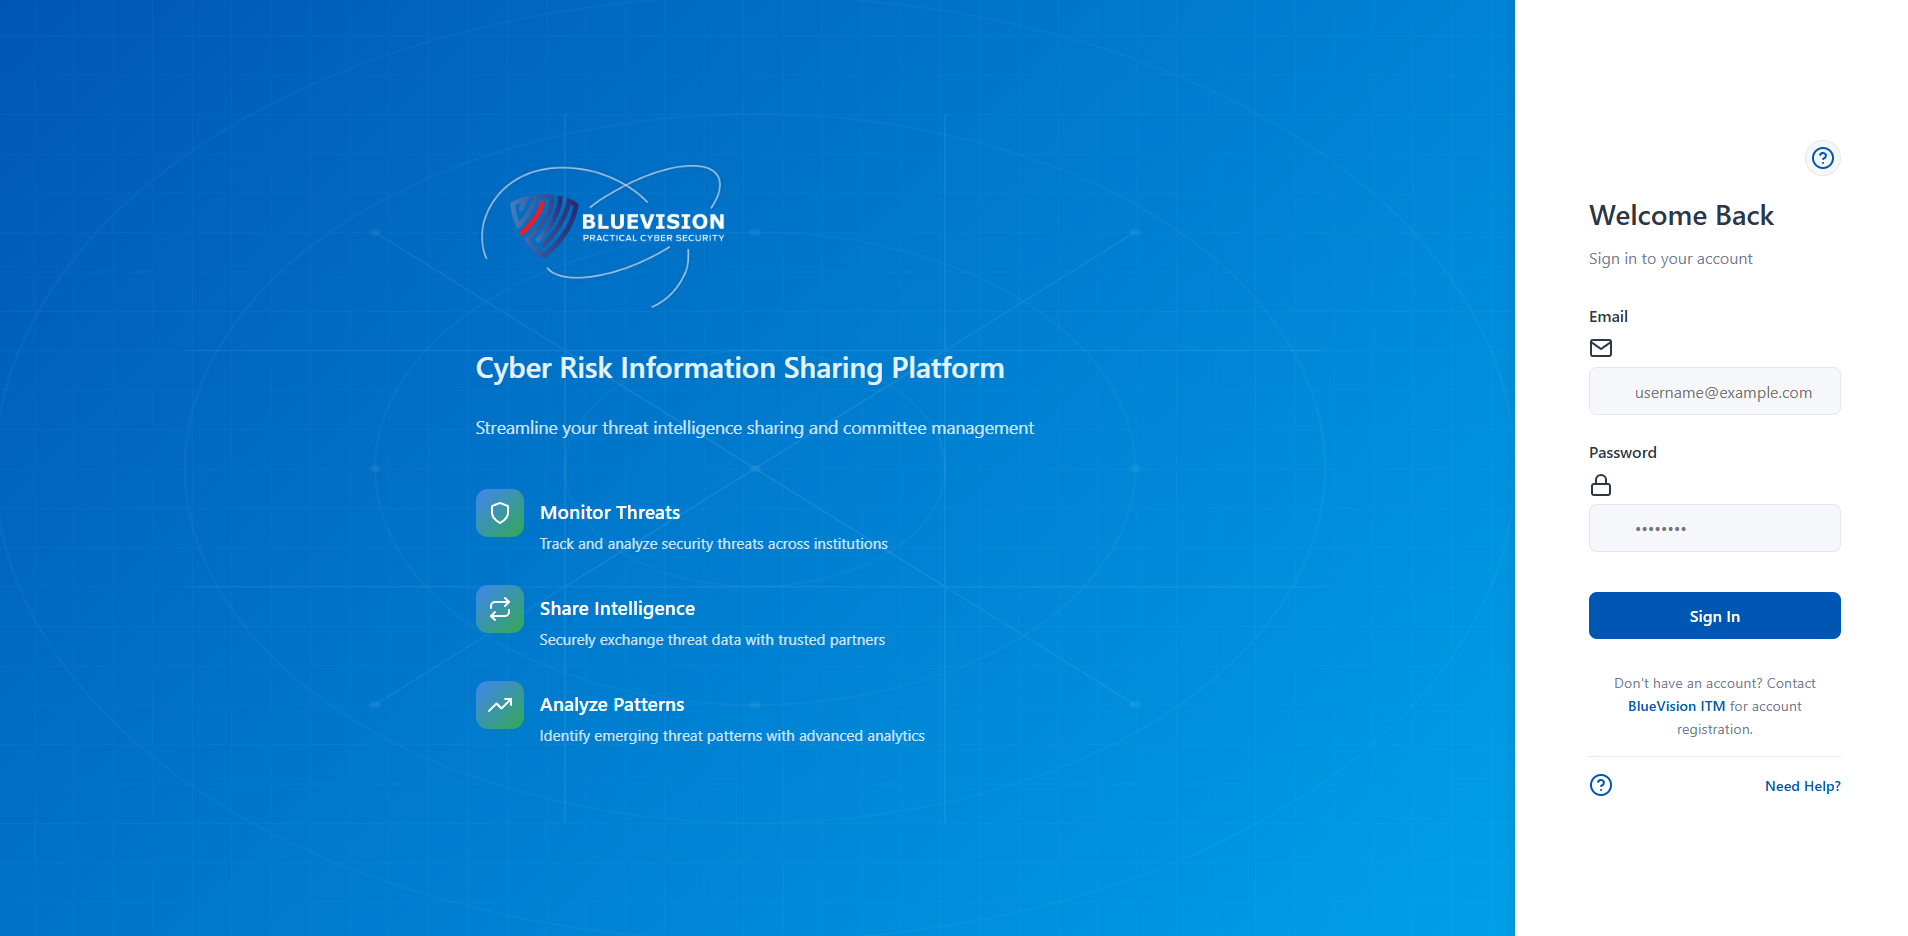 BLUEVISION
PRACTICAL CYBER SECURITY
Cyber Risk Information Sharing Platform
Streamline your threat intelligence sharing and committee management
Monitor Threats
Track and analyze security threats across institutions
Share Intelligence
Securely exchange threat data with trusted partners
Analyze Patterns
Identify emerging threat patterns with advanced analytics
Welcome Back
Sign in to your account
Email
username@example.com
Password
••••••••
Sign In
Don't have an account? Contact
BlueVision ITM for account
registration.
Need Help?